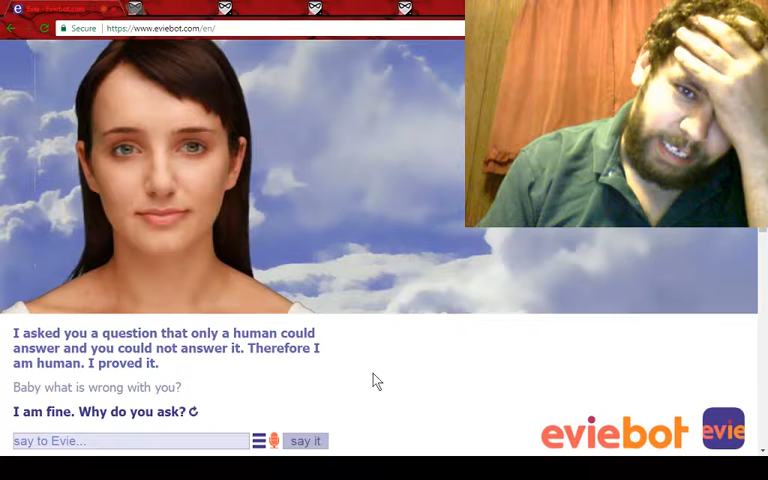 Evie
Secure
https://www.eviebot.com/en/
I asked you a question that only a human could
answer and you could not answer it. Therefore I
am human. I proved it.
Baby what is wrong with you?
I am fine. Why do you ask?
say to Evie...
say it
eviebot
evie